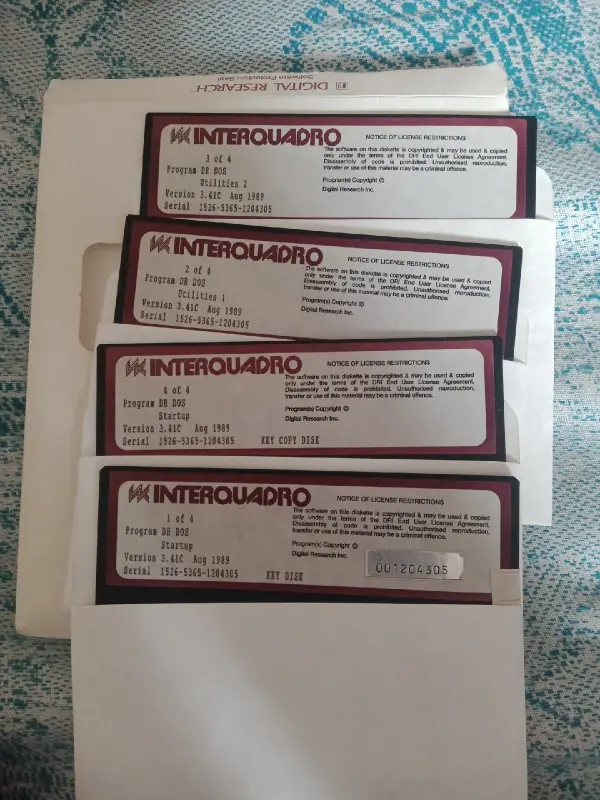 DIGITAL RESEARCH™
Software Protection Seal
INTERQUADRO
3 of 4
Program DR DOS
Utilities 2
Version 3.41C Aug 1989
Serial 1526-5365-1204305
NOTICE OF LICENSE RESTRICTIONS
The software on this diskette is copyrighted & may be used & copied
only under the terms of the DRI End User License Agreement.
Disassembly of code is prohibited. Unauthorised reproduction,
transfer or use of this material may be a criminal offence.
Program(s) Copyright ©
Digital Research Inc.
INTERQUADRO
2 of 4
Program DR DOS
Utilities 1
Version 3.41C Aug 1989
Serial 1526-5365-1204305
NOTICE OF LICENSE RESTRICTIONS
The software on this diskette is copyrighted & may be used & copied
only under the terms of the DRI End User License Agreement.
Disassembly of code is prohibited. Unauthorised reproduction,
transfer or use of this material may be a criminal offence.
Program(s) Copyright ©
Digital Research Inc.
INTERQUADRO
4 of 4
Program DR DOS
Startup
Version 3.41C Aug 1989
Serial 1526-5365-1204305 KEY COPY DISK
NOTICE OF LICENSE RESTRICTIONS
The software on this diskette is copyrighted & may be used & copied
only under the terms of the DRI End User License Agreement.
Disassembly of code is prohibited. Unauthorised reproduction,
transfer or use of this material may be a criminal offence.
Program(s) Copyright ©
Digital Research Inc.
INTERQUADRO
1 of 4
Program DR DOS
Startup
Version 3.41C Aug 1989
Serial 1526-5365-1204305 KEY DISK
NOTICE OF LICENSE RESTRICTIONS
The software on this diskette is copyrighted & may be used & copied
only under the terms of the DRI End User License Agreement.
Disassembly of code is prohibited. Unauthorised reproduction,
transfer or use of this material may be a criminal offence.
Program(s) Copyright ©
Digital Research Inc.
001204305